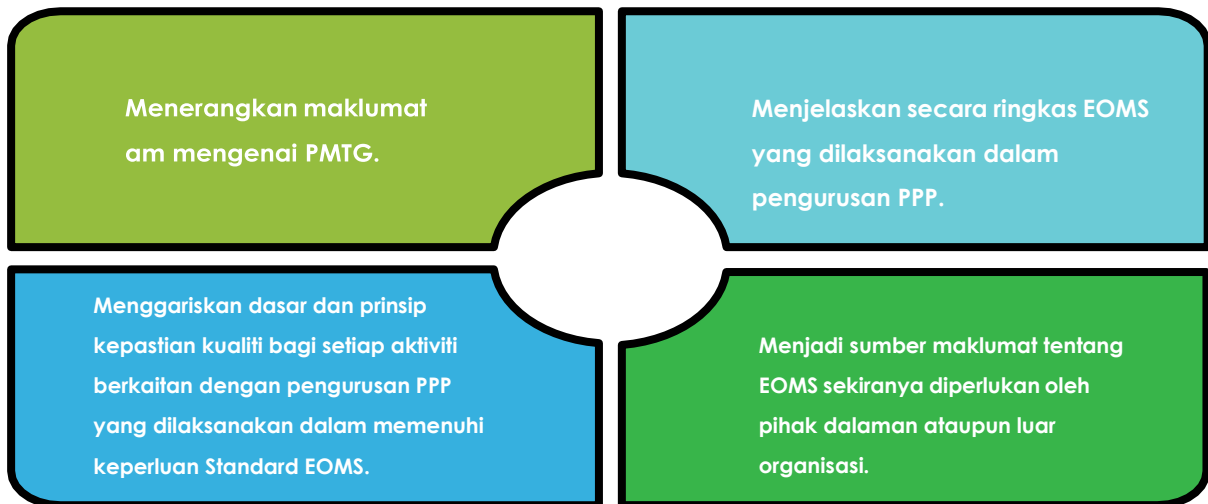 Menerangkan maklumat
am mengenai PMTG.
Menjelaskan secara ringkas EOMS
yang dilaksanakan dalam
pengurusan PPP.
Menggariskan dasar dan prinsip
kepastian kualiti bagi setiap aktiviti
berkaitan dengan pengurusan PPP
yang dilaksanakan dalam memenuhi
keperluan Standard EOMS.
Menjadi sumber maklumat tentang
EOMS sekiranya diperlukan oleh
pihak dalaman ataupun luar
organisasi.